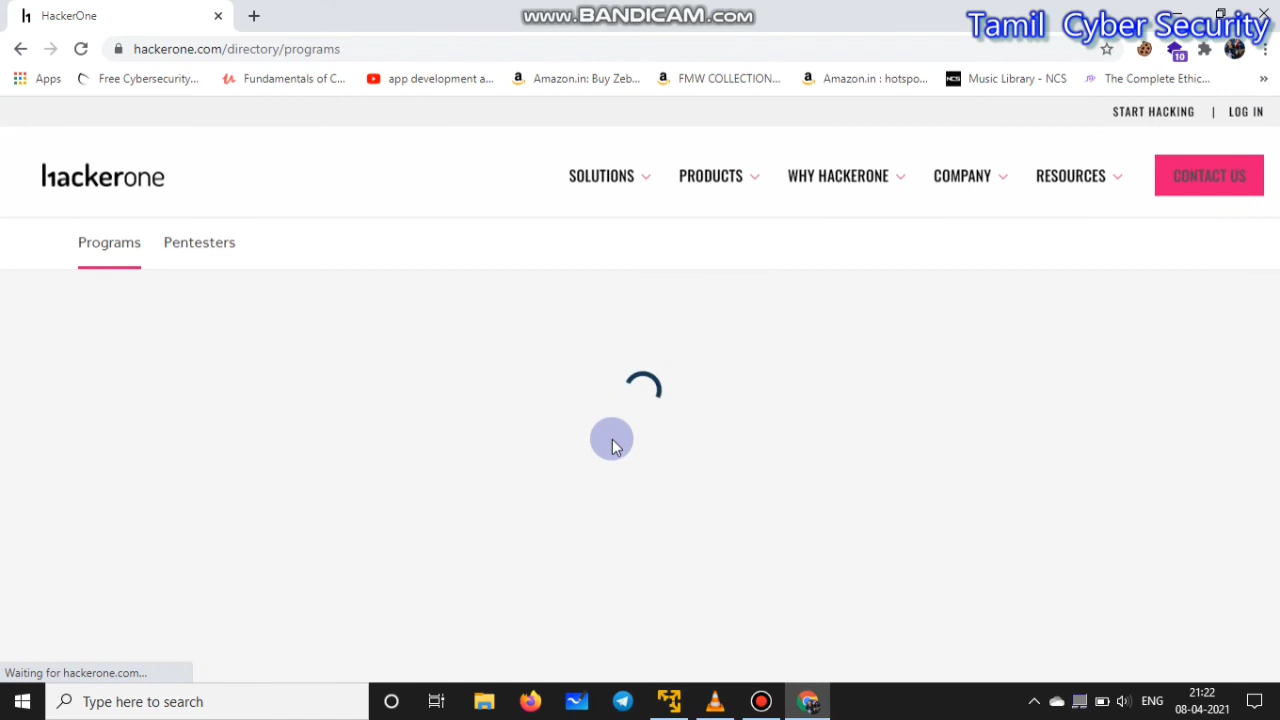 HackerOne
www.BANDICAM.com
Tamil Cyber Security
hackerone.com/directory/programs
10
Apps
Free Cybersecurity...
Fundamentals of C...
app development a...
Amazon.in: Buy Zeb...
FMW COLLECTION...
Amazon.in : hotspo...
NCS
Music Library - NCS
The Complete Ethic...
»
START HACKING | LOG IN
hackerone
SOLUTIONS
PRODUCTS
WHY HACKERONE
COMPANY
RESOURCES
CONTACT US
Programs
Pentesters
Waiting for hackerone.com...
Type here to search
ENG
21:22
08-04-2021